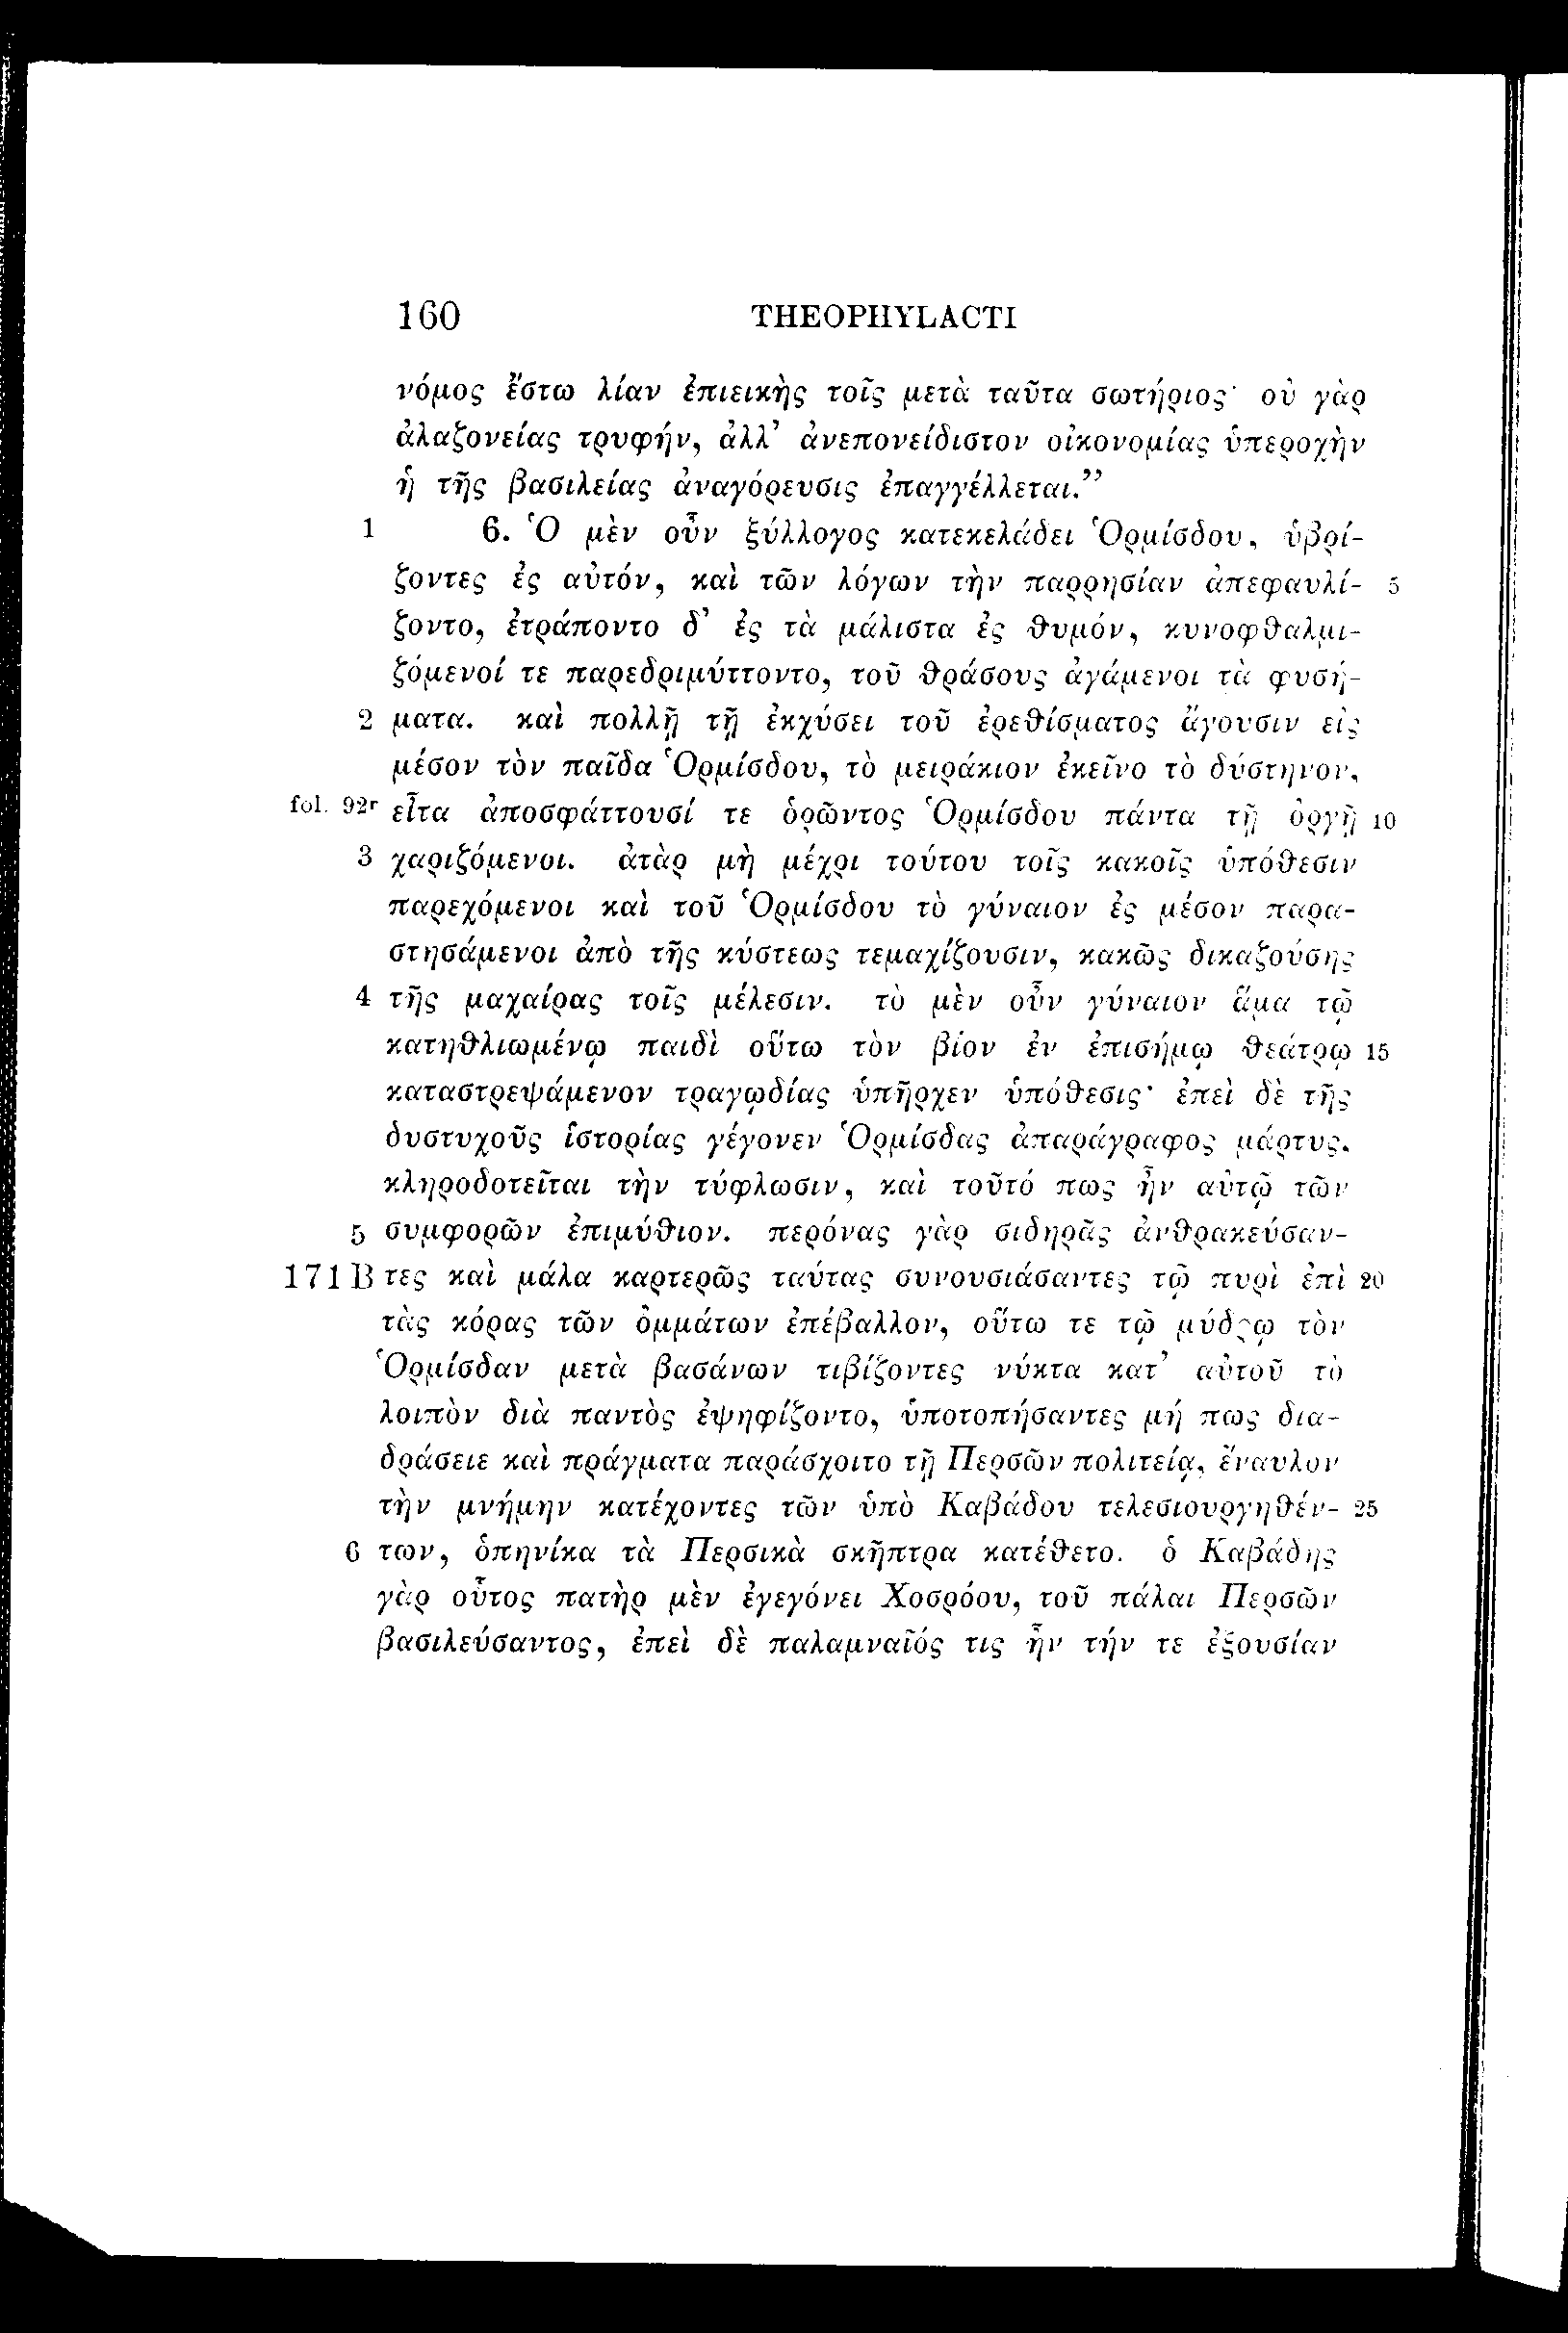 160 THEOPHYLACTI
νόμος ἔστω λίαν ἐπιεικὴς τοῖς μετὰ ταῦτα σωτήριος· οὐ γὰρ
ἀλαζονείας τρυφήν, ἀλλ’ ἀνεπονείδιστον οἰκονομίας ὑπεροχὴν
ἡ τῆς βασιλείας ἀναγόρευσις ἐπαγγέλλεται.”
1 6. Ὁ μὲν οὖν ξύλλογος κατεκελάδει Ὁρμίσδου, ὑβρί-
ζοντες ἐς αὐτόν, καὶ τῶν λόγων τὴν παρρησίαν ἀπεφαυλί- 5
ζοντο, ἐτράποντο δ’ ἐς τὰ μάλιστα ἐς θυμόν, κυνοφθαλμι-
ζόμενοί τε παρεδριμύττοντο, τοῦ θράσους ἀγάμενοι τὰ φυσή-
2 ματα. καὶ πολλῇ τῇ ἐκχύσει τοῦ ἐρεθίσματος ἄγουσιν εἰς
μέσον τὸν παῖδα Ὁρμίσδου, τὸ μειράκιον ἐκεῖνο τὸ δύστηνον,
fol. 92r εἶτα ἀποσφάττουσί τε ὁρῶντος Ὁρμίσδου πάντα τῇ ὀργῇ 10
3 χαριζόμενοι. ἀτὰρ μὴ μέχρι τούτου τοῖς κακοῖς ὑπόθεσιν
παρεχόμενοι καὶ τοῦ Ὁρμίσδου τὸ γύναιον ἐς μέσον παρα-
στησάμενοι ἀπὸ τῆς κύστεως τεμαχίζουσιν, κακῶς δικαζούσης
4 τῆς μαχαίρας τοῖς μέλεσιν. τὸ μὲν οὖν γύναιον ἅμα τῷ
κατηθλιωμένῳ παιδὶ οὕτω τὸν βίον ἐν ἐπισήμῳ θεάτρῳ 15
καταστρεψάμενον τραγῳδίας ὑπῆρχεν ὑπόθεσις· ἐπεὶ δὲ τῆς
δυστυχοῦς ἱστορίας γέγονεν Ὁρμίσδας ἀπαράγραφος μάρτυς,
κληροδοτεῖται τὴν τύφλωσιν, καὶ τοῦτό πως ἦν αὐτῷ τῶν
5 συμφορῶν ἐπιμύθιον. περόνας γὰρ σιδηρᾶς ἀνθρακεύσαν-
171 B τες καὶ μάλα καρτερῶς ταύτας συνουσιάσαντες τῷ πυρὶ ἐπὶ 20
τὰς κόρας τῶν ὀμμάτων ἐπέβαλλον, οὕτω τε τῷ μύδρῳ τὸν
Ὁρμίσδαν μετὰ βασάνων τιβίζοντες νύκτα κατ’ αὐτοῦ τὸ
λοιπὸν διὰ παντὸς ἐψηφίζοντο, ὑποτοπήσαντες μή πως δια-
δράσειε καὶ πράγματα παράσχοιτο τῇ Περσῶν πολιτείᾳ, ἔναυλον
τὴν μνήμην κατέχοντες τῶν ὑπὸ Καβάδου τελεσιουργηθέν- 25
6 των, ὁπηνίκα τὰ Περσικὰ σκῆπτρα κατέθετο. ὁ Καβάδης
γὰρ οὗτος πατὴρ μὲν ἐγεγόνει Χοσρόου, τοῦ πάλαι Περσῶν
βασιλεύσαντος, ἐπεὶ δὲ παλαμναῖός τις ἦν τήν τε ἐξουσίαν